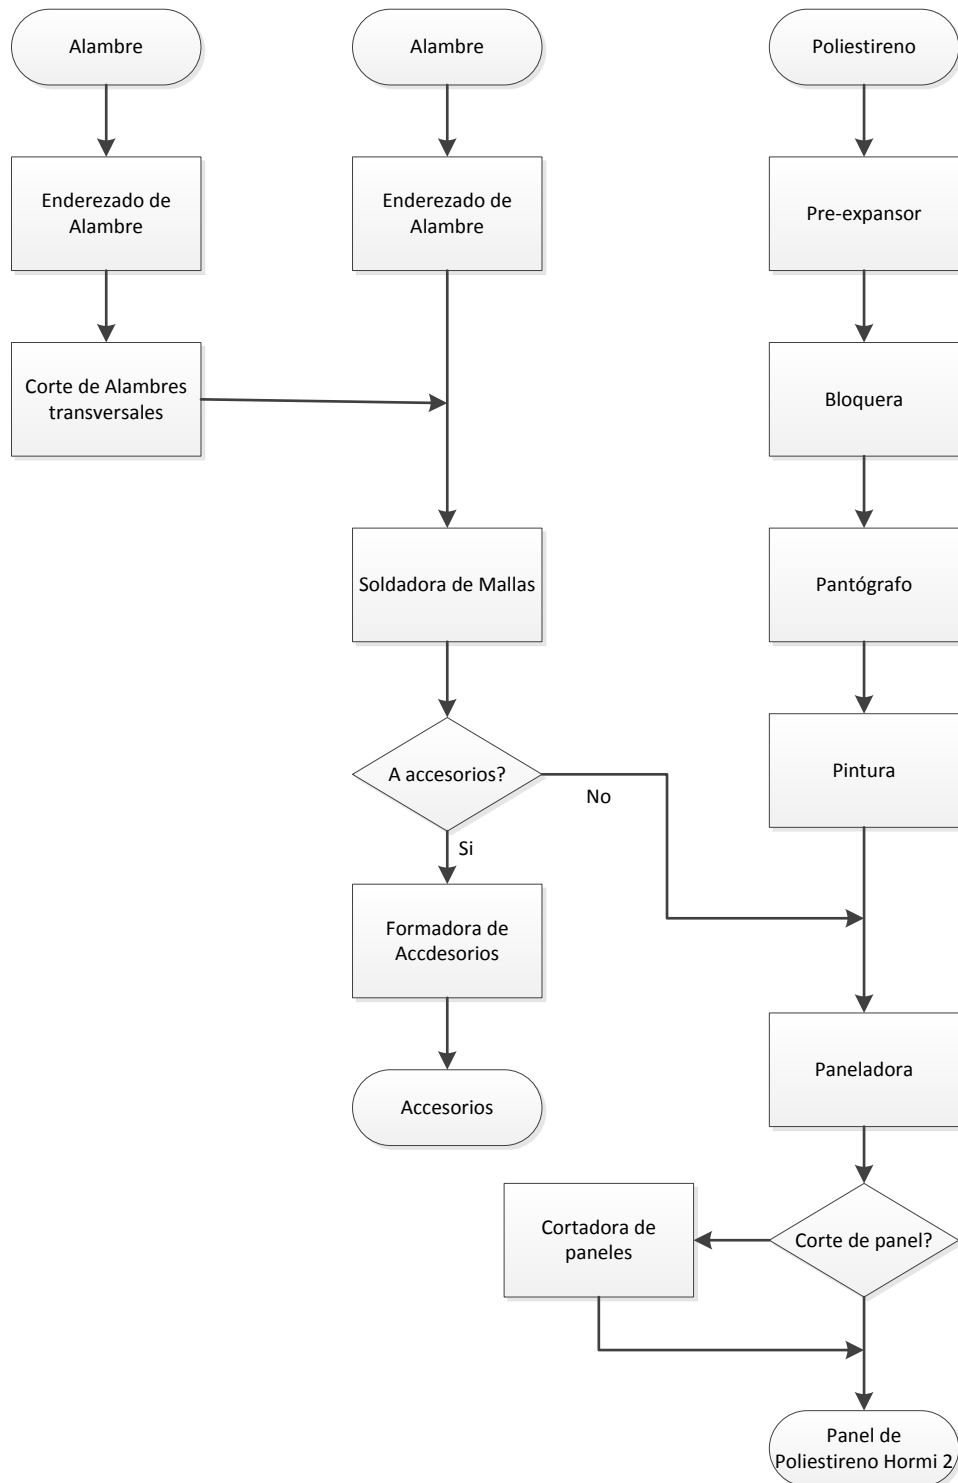 Alambre
Alambre
Poliestireno
Enderezado de
Alambre
Enderezado de
Alambre
Pre-expansor
Corte de Alambres
transversales
Bloquera
Soldadora de Mallas
Pantógrafo
A accesorios?
No
Si
Pintura
Formadora de
Accdesorios
Accesorios
Paneladora
Cortadora de
paneles
Corte de panel?
Panel de
Poliestireno Hormi 2